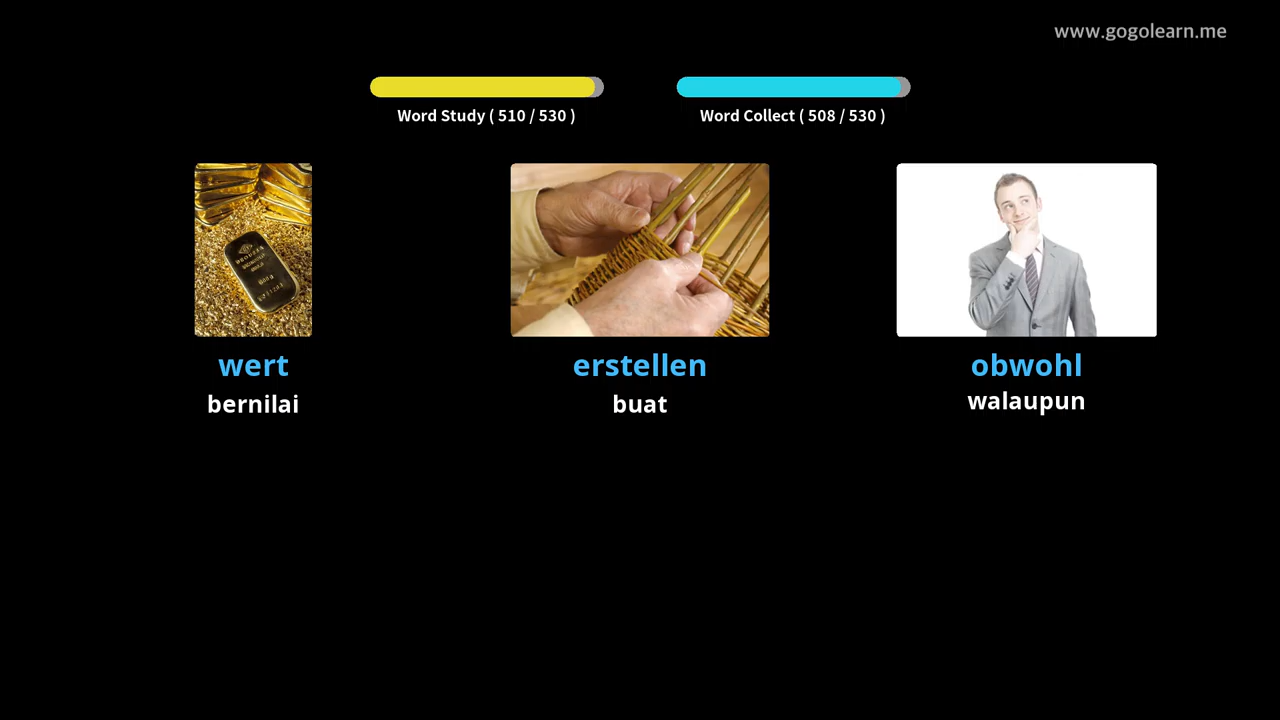 www.gogolearn.me
Word Study ( 510 / 530 )
Word Collect ( 508 / 530 )
wert
erstellen
obwohl
bernilai
buat
walaupun